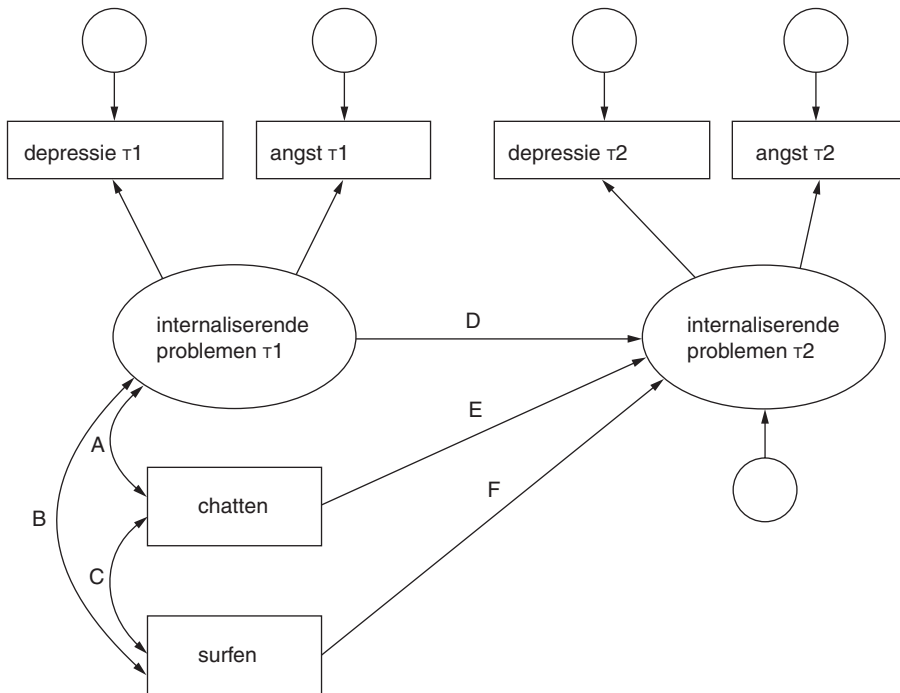 depressie T1
angst T1
depressie T2
angst T2
internaliserende
problemen T1
D
internaliserende
problemen T2
E
A
F
chatten
B
C
surfen